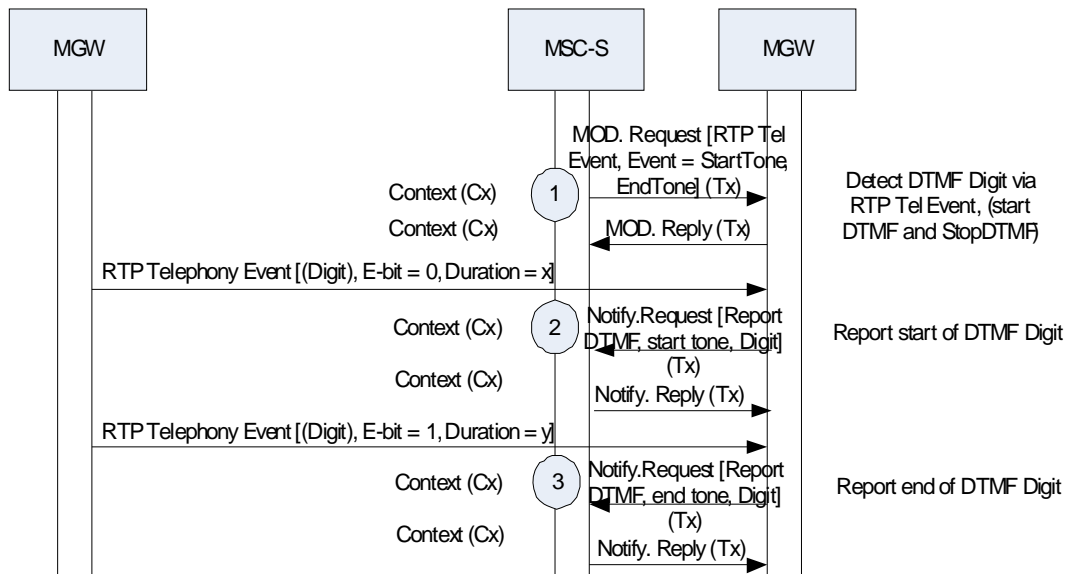 MGW
MSC-S
MGW
MOD. Request [RTP Tel
Event, Event = StartTone,
EndTone] (Tx)
Context (Cx)
1
Detect DTMF Digit via
RTP Tel Event, (start
DTMF and StopDTMF)
Context (Cx)
MOD. Reply (Tx)
RTP Telephony Event [(Digit), E-bit = 0, Duration = x]
Context (Cx)
2
Notify.Request [Report
DTMF, start tone, Digit]
(Tx)
Report start of DTMF Digit
Context (Cx)
Notify. Reply (Tx)
RTP Telephony Event [(Digit), E-bit = 1, Duration = y]
Context (Cx)
3
Notify.Request [Report
DTMF, end tone, Digit]
(Tx)
Report end of DTMF Digit
Context (Cx)
Notify. Reply (Tx)